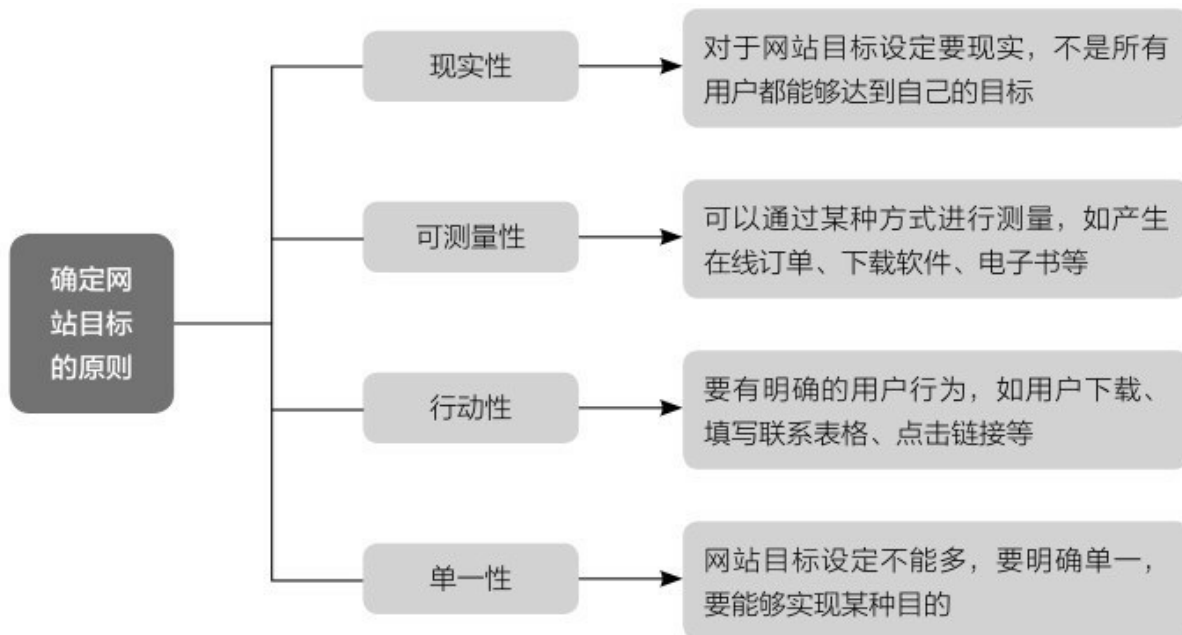 确定网
站目标
的原则
现实性
对于网站目标设定要现实，不是所有
用户都能够达到自己的目标
可测量性
可以通过某种方式进行测量，如产生
在线订单、下载软件、电子书等
行动性
要有明确的用户行为，如用户下载、
填写联系表格、点击链接等
单一性
网站目标设定不能多，要明确单一，
要能够实现某种目的